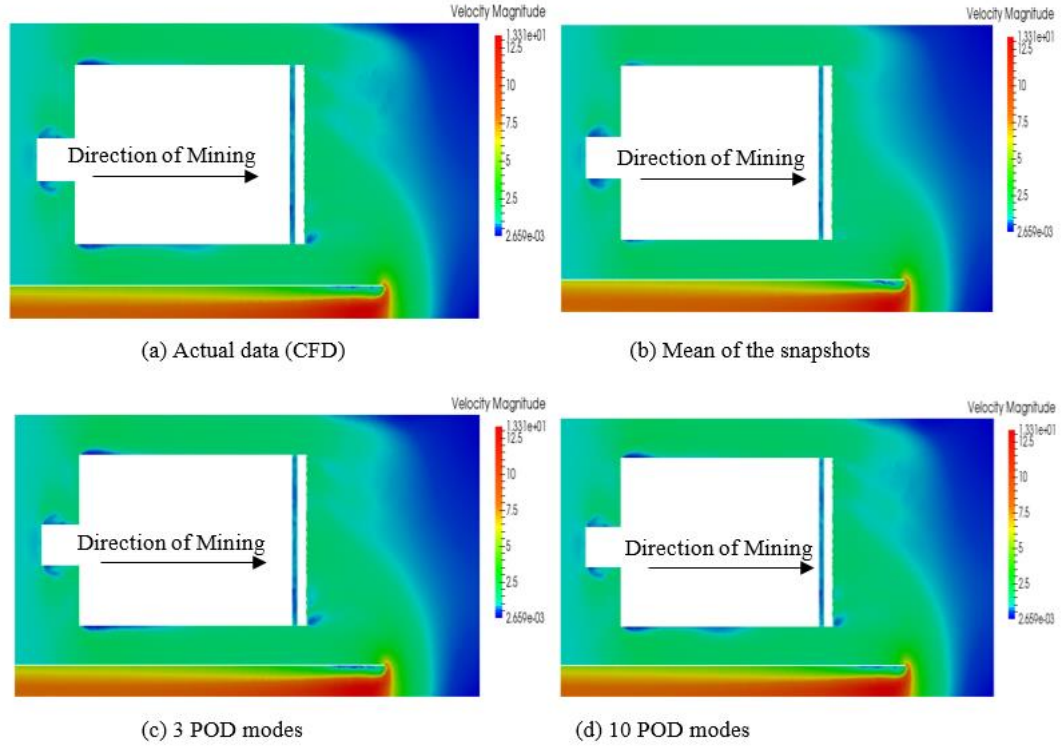 Velocity Magnitude
1.331e+01
12.5
10
7.5
5
2.5
2.659e-03
Direction of Mining
(a) Actual data (CFD)
Velocity Magnitude
1.331e+01
12.5
10
7.5
5
2.5
2.659e-03
Direction of Mining
(b) Mean of the snapshots
Velocity Magnitude
1.331e+01
12.5
10
7.5
5
2.5
2.659e-03
Direction of Mining
(c) 3 POD modes
Velocity Magnitude
1.331e+01
12.5
10
7.5
5
2.5
2.659e-03
Direction of Mining
(d) 10 POD modes